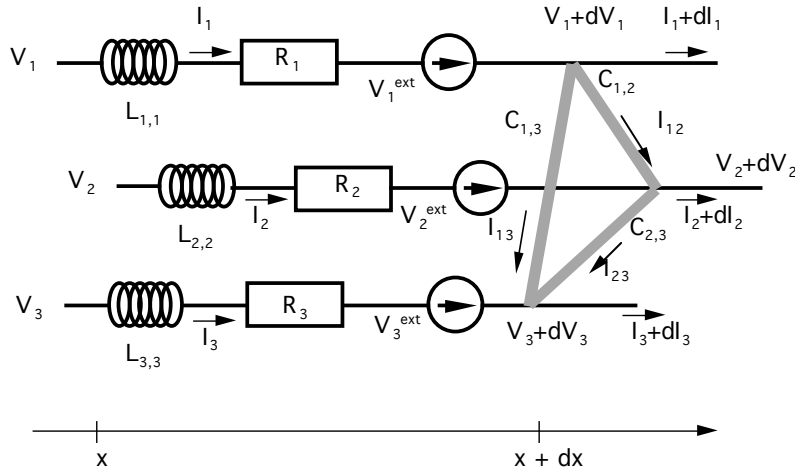 I₁ V₁+dV₁ I₁+dI₁
V₁ R₁
V₁ᵉˣᵗ C₁,₂
L₁,₁ C₁,₃ I₁₂
V₂+dV₂
V₂ R₂
I₂ V₂ᵉˣᵗ I₂+dI₂
L₂,₂ I₁₃ C₂,₃
I₂₃
V₃ R₃
I₃ V₃ᵉˣᵗ V₃+dV₃ I₃+dI₃
L₃,₃
x x + dx